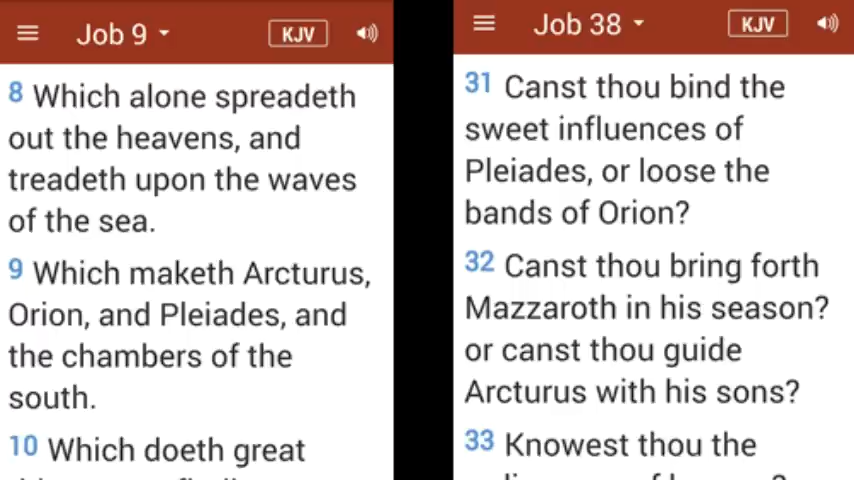 Job 9
KJV
8 Which alone spreadeth
out the heavens, and
treadeth upon the waves
of the sea.
9 Which maketh Arcturus,
Orion, and Pleiades, and
the chambers of the
south.
10 Which doeth great
Job 38
KJV
31 Canst thou bind the
sweet influences of
Pleiades, or loose the
bands of Orion?
32 Canst thou bring forth
Mazzaroth in his season?
or canst thou guide
Arcturus with his sons?
33 Knowest thou the